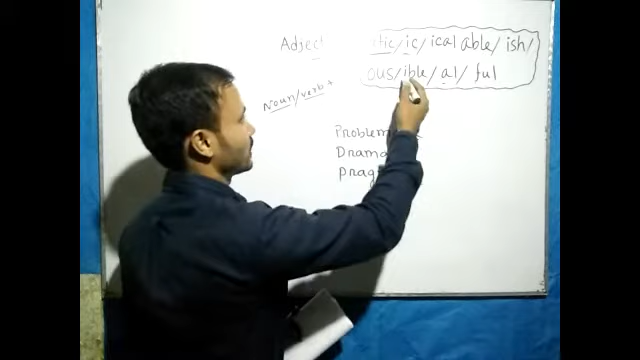 Adject tic/ic/ical able/ish/
ous/ible/al/ful
Noun/verb +
Problem
Drama
prag